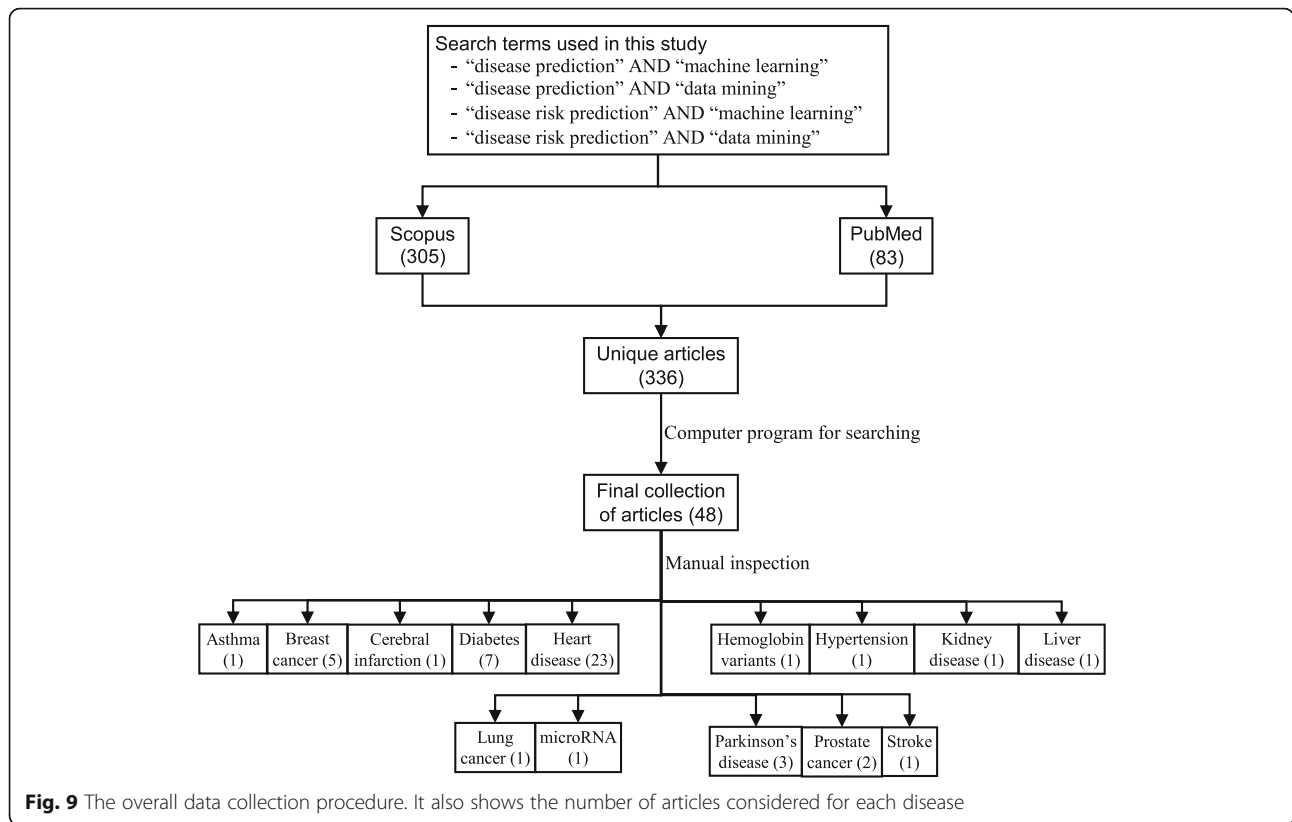 Search terms used in this study
- “disease prediction” AND “machine learning”
- “disease prediction” AND “data mining”
- “disease risk prediction” AND “machine learning”
- “disease risk prediction” AND “data mining”
Scopus
(305)
PubMed
(83)
Unique articles
(336)
Computer program for searching
Final collection
of articles (48)
Manual inspection
Asthma
(1)
Breast
cancer (5)
Cerebral
infarction (1)
Diabetes
(7)
Heart
disease (23)
Hemoglobin
variants (1)
Hypertension
(1)
Kidney
disease (1)
Liver
disease (1)
Lung
cancer (1)
microRNA
(1)
Parkinson’s
disease (3)
Prostate
cancer (2)
Stroke
(1)
Fig. 9 The overall data collection procedure. It also shows the number of articles considered for each disease